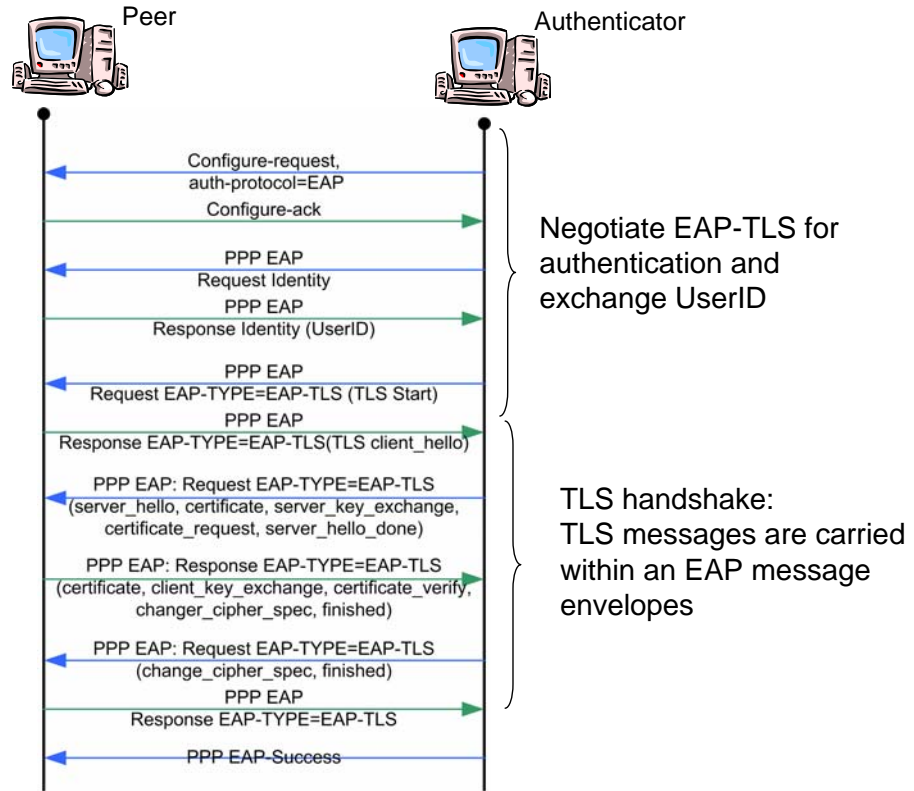 Peer
Authenticator
Configure-request,
auth-protocol=EAP
Configure-ack
PPP EAP
Request Identity
PPP EAP
Response Identity (UserID)
PPP EAP
Request EAP-TYPE=EAP-TLS (TLS Start)
Negotiate EAP-TLS for
authentication and
exchange UserID
PPP EAP
Response EAP-TYPE=EAP-TLS(TLS client_hello)
PPP EAP: Request EAP-TYPE=EAP-TLS
(server_hello, certificate, server_key_exchange,
certificate_request, server_hello_done)
PPP EAP: Response EAP-TYPE=EAP-TLS
(certificate, client_key_exchange, certificate_verify,
changer_cipher_spec, finished)
PPP EAP: Request EAP-TYPE=EAP-TLS
(change_cipher_spec, finished)
PPP EAP
Response EAP-TYPE=EAP-TLS
TLS handshake:
TLS messages are carried
within an EAP message
envelopes
PPP EAP-Success